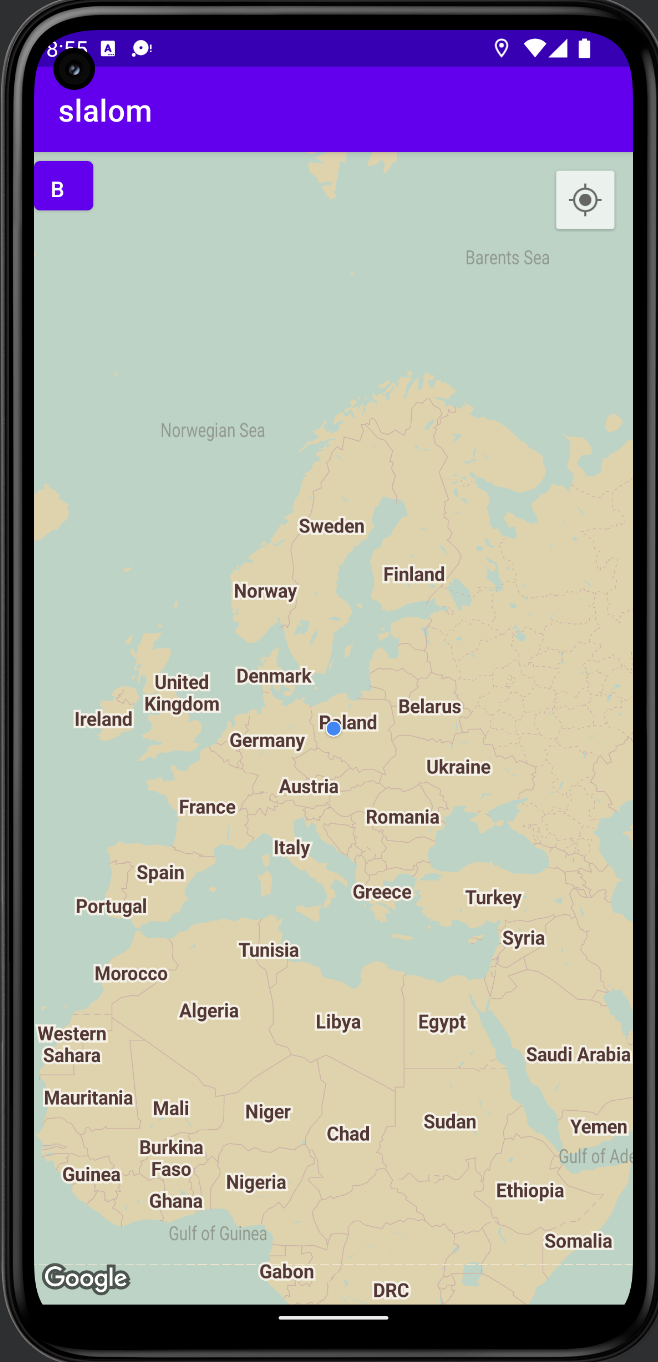 8:55
slalom
B
Barents Sea
Norwegian Sea
Sweden
Finland
Norway
Denmark
United
Kingdom
Belarus
Ireland
Poland
Germany
Ukraine
Austria
France
Romania
Italy
Spain
Greece
Turkey
Portugal
Syria
Tunisia
Morocco
Algeria
Libya
Egypt
Western
Sahara
Saudi Arabia
Mauritania
Mali
Niger
Sudan
Yemen
Chad
Burkina
Faso
Gulf of Ade
Guinea
Nigeria
Ethiopia
Ghana
Gulf of Guinea
Somalia
Gabon
Google
DRC